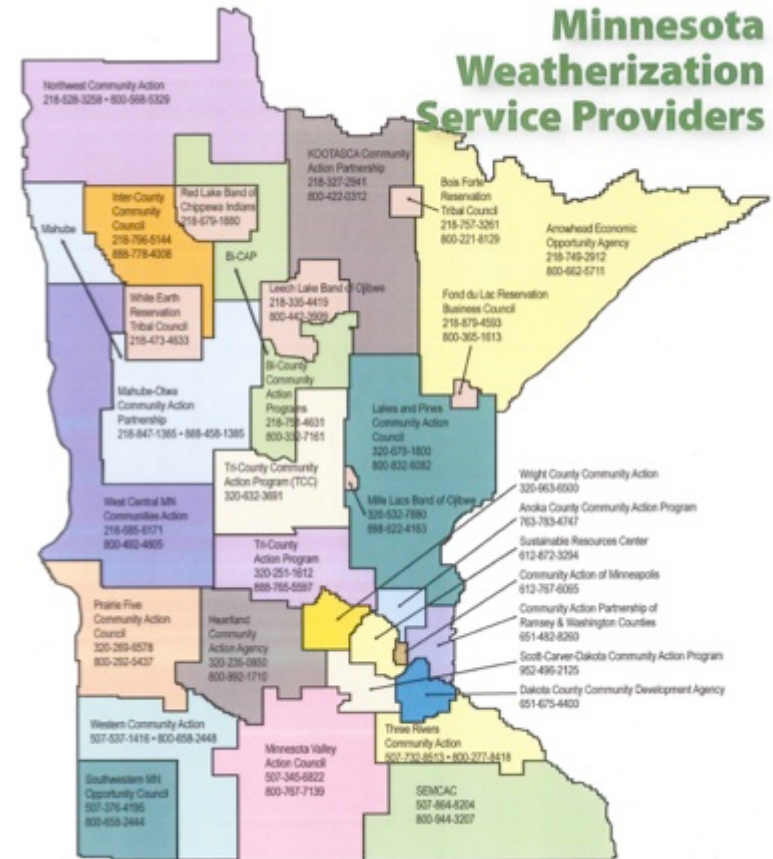 Minnesota
Weatherization
Service Providers
Northwest Community Action
218-528-3258 • 800-568-5329
KOOTASCA Community
Action Partnership
218-327-2941
800-422-0312
Inter-County
Community
Council
218-796-5144
888-778-4008
Red Lake Band of
Chippewa Indians
218-679-1880
Bois Forte
Reservation
Tribal Council
218-757-3261
800-221-8129
Arrowhead Economic
Opportunity Agency
218-749-2912
800-662-5711
Mahube
BI-CAP
White Earth
Reservation
Tribal Council
218-473-4633
Leech Lake Band of Ojibwe
218-335-4419
800-442-3909
Fond du Lac Reservation
Business Council
218-879-4593
800-365-1613
Bi-County
Community
Action
Programs
218-751-4631
800-332-7161
Mahube-Otwa
Community Action
Partnership
218-847-1385 • 888-458-1385
Lakes and Pines
Community Action
Council
320-679-1800
800-832-6082
Tri-County Community
Action Program (TCC)
320-632-3691
Mille Lacs Band of Ojibwe
320-532-7880
888-622-4163
West Central MN
Communities Action
218-685-6171
800-492-4805
Tri-County
Action Program
320-251-1612
888-765-5597
Wright County Community Action
320-963-6500
Anoka County Community Action Program
763-783-4747
Sustainable Resources Center
612-872-3294
Community Action of Minneapolis
612-767-6065
Community Action Partnership of
Ramsey & Washington Counties
651-482-8260
Scott-Carver-Dakota Community Action Program
952-496-2125
Dakota County Community Development Agency
651-675-4400
Prairie Five
Community Action
Council
320-269-6578
800-292-5437
Heartland
Community
Action Agency
320-235-0850
800-992-1710
Western Community Action
507-537-1416 • 800-658-2448
Three Rivers
Community Action
507-732-8513 • 800-277-8418
Minnesota Valley
Action Council
507-345-6822
800-767-7139
Southwestern MN
Opportunity Council
507-376-4195
800-658-2444
SEMCAC
507-864-8204
800-944-3207